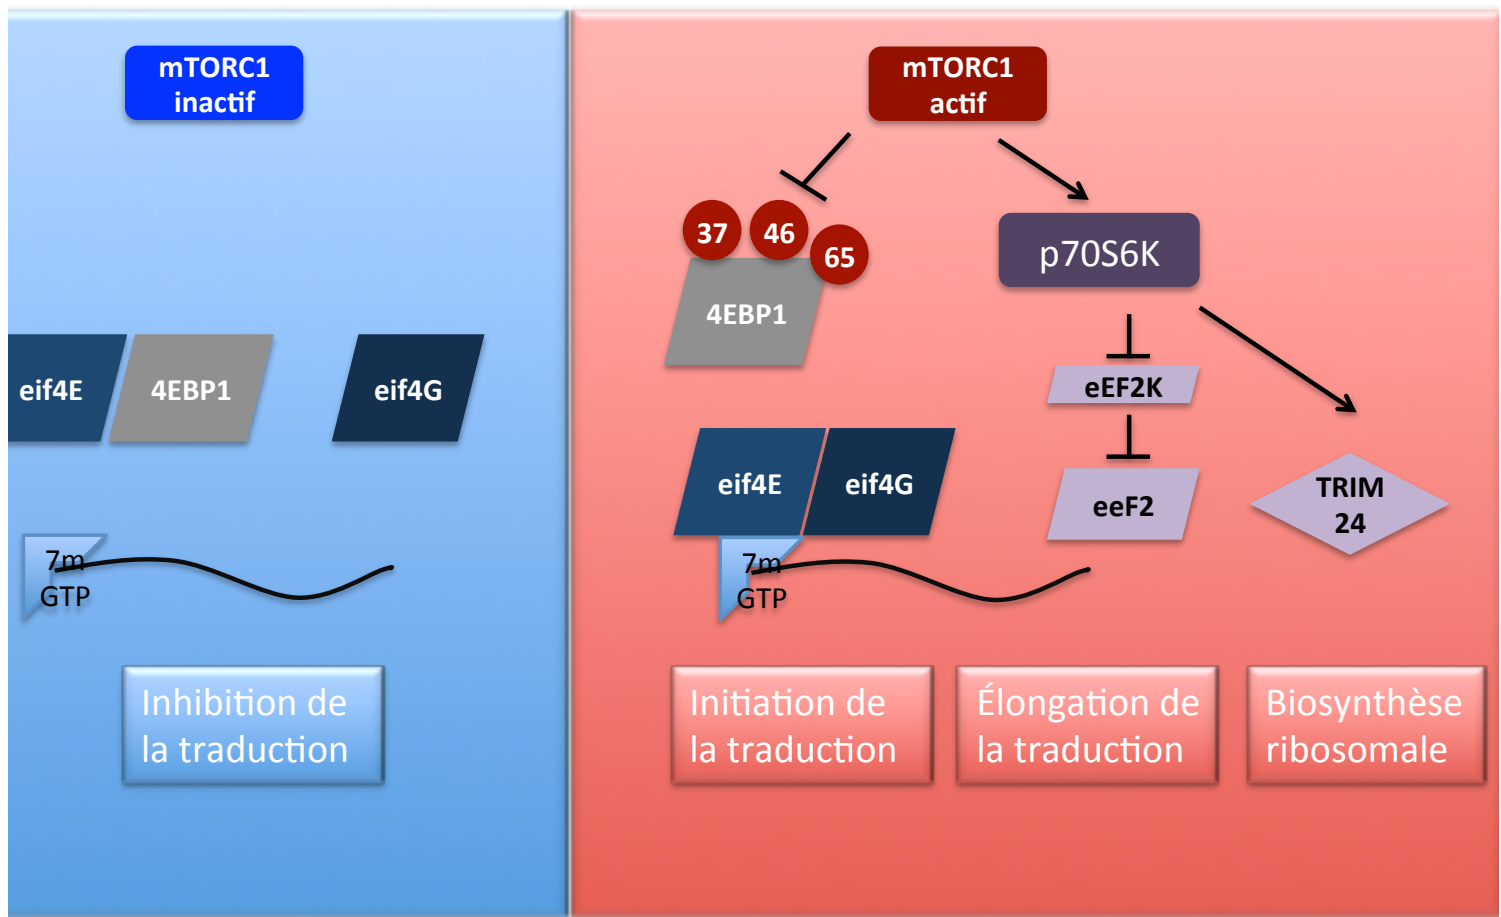 mTORC1
inactif
eif4E
4EBP1
eif4G
7m
GTP
Inhibition de
la traduction
mTORC1
actif
37
46
65
4EBP1
p70S6K
eEF2K
eif4E
eif4G
eeF2
TRIM
24
7m
GTP
Initiation de
la traduction
Élongation de
la traduction
Biosynthèse
ribosomale